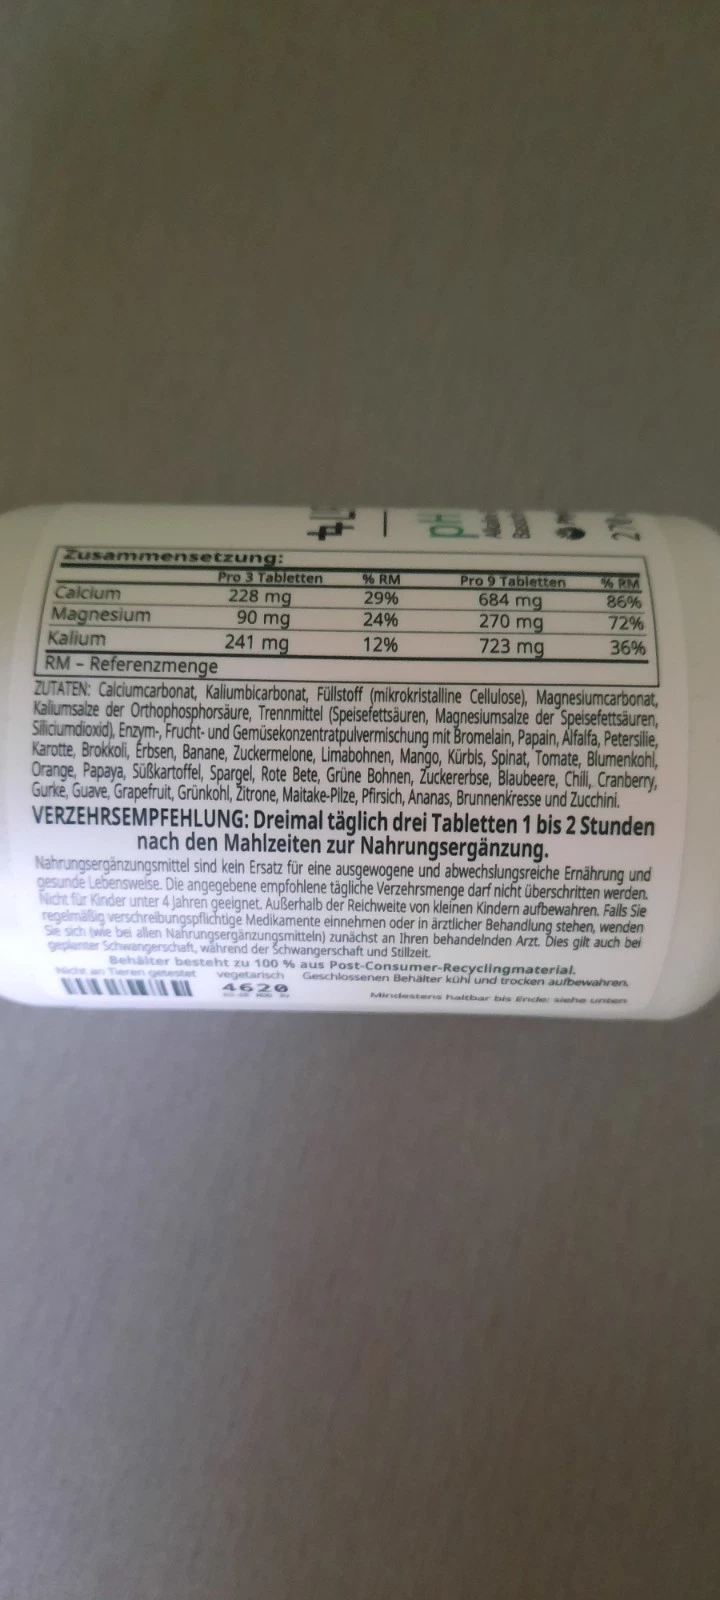 pH
270
Zusammensetzung:
Pro 3 Tabletten % RM Pro 9 Tabletten % RM
Calcium 228 mg 29% 684 mg 86%
Magnesium 90 mg 24% 270 mg 72%
Kalium 241 mg 12% 723 mg 36%
RM – Referenzmenge
ZUTATEN: Calciumcarbonat, Kaliumbicarbonat, Füllstoff (mikrokristalline Cellulose), Magnesiumcarbonat,
Kaliumsalze der Orthophosphorsäure, Trennmittel (Speisefettsäuren, Magnesiumsalze der Speisefettsäuren,
Siliciumdioxid), Enzym-, Frucht- und Gemüsekonzentratpulvermischung mit Bromelain, Papain, Alfalfa, Petersilie,
Karotte, Brokkoli, Erbsen, Banane, Zuckermelone, Limabohnen, Mango, Kürbis, Spinat, Tomate, Blumenkohl,
Orange, Papaya, Süßkartoffel, Spargel, Rote Bete, Grüne Bohnen, Zuckererbse, Blaubeere, Chili, Cranberry,
Gurke, Guave, Grapefruit, Grünkohl, Zitrone, Maitake-Pilze, Pfirsich, Ananas, Brunnenkresse und Zucchini.
VERZEHRSEMPFEHLUNG: Dreimal täglich drei Tabletten 1 bis 2 Stunden
nach den Mahlzeiten zur Nahrungsergänzung.
Nahrungsergänzungsmittel sind kein Ersatz für eine ausgewogene und abwechslungsreiche Ernährung und
gesunde Lebensweise. Die angegebene empfohlene tägliche Verzehrsmenge darf nicht überschritten werden.
Nicht für Kinder unter 4 Jahren geeignet. Außerhalb der Reichweite von kleinen Kindern aufbewahren. Falls Sie
regelmäßig verschreibungspflichtige Medikamente einnehmen oder in ärztlicher Behandlung stehen, wenden
Sie sich (wie bei allen Nahrungsergänzungsmitteln) zunächst an Ihren behandelnden Arzt. Dies gilt auch bei
geplanter Schwangerschaft, während der Schwangerschaft und Stillzeit.
Behälter besteht zu 100 % aus Post-Consumer-Recyclingmaterial.
Nicht an Tieren getestet vegetarisch Geschlossenen Behälter kühl und trocken aufbewahren.
4620 Mindestens haltbar bis Ende: siehe unten